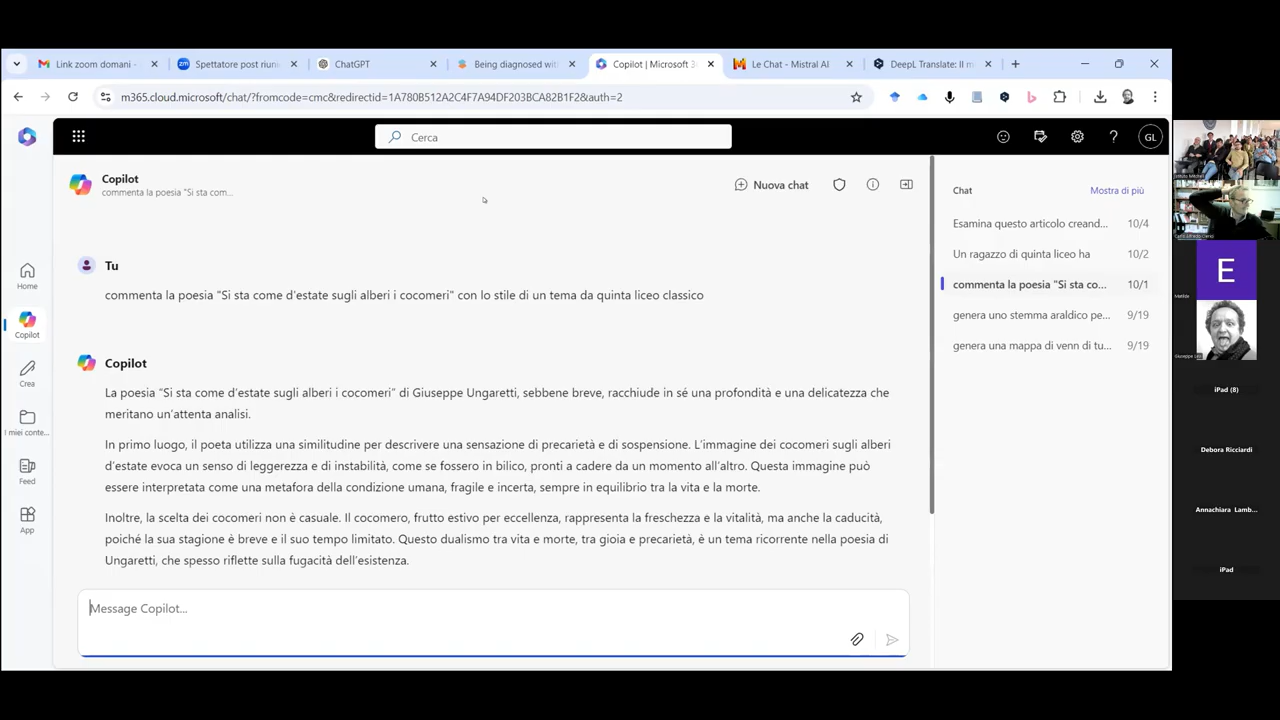 Link zoom domani -
Spettatore post riuni
ChatGPT
Being diagnosed wit
Copilot | Microsoft 3
Le Chat - Mistral AI
DeepL Translate: Il m
m365.cloud.microsoft/chat/?fromcode=cmc&redirectid=1A780B512A2C4F7A94DF203BCA82B1F2&auth=2
Cerca
GL
Copilot
commenta la poesia "Si sta com...
Nuova chat
Chat
Mostra di più
Esamina questo articolo creand... 10/4
Un ragazzo di quinta liceo ha 10/2
commenta la poesia "Si sta co... 10/1
genera uno stemma araldico pe... 9/19
genera una mappa di venn di tu... 9/19
Home
Copilot
Crea
I miei conte...
Feed
App
Tu
commenta la poesia "Si sta come d'estate sugli alberi i cocomeri" con lo stile di un tema da quinta liceo classico
Copilot
La poesia "Si sta come d'estate sugli alberi i cocomeri" di Giuseppe Ungaretti, sebbene breve, racchiude in sé una profondità e una delicatezza che
meritano un'attenta analisi.
In primo luogo, il poeta utilizza una similitudine per descrivere una sensazione di precarietà e di sospensione. L'immagine dei cocomeri sugli alberi
d'estate evoca un senso di leggerezza e di instabilità, come se fossero in bilico, pronti a cadere da un momento all'altro. Questa immagine può
essere interpretata come una metafora della condizione umana, fragile e incerta, sempre in equilibrio tra la vita e la morte.
Inoltre, la scelta dei cocomeri non è casuale. Il cocomero, frutto estivo per eccellenza, rappresenta la freschezza e la vitalità, ma anche la caducità,
poiché la sua stagione è breve e il suo tempo limitato. Questo dualismo tra vita e morte, tra gioia e precarietà, è un tema ricorrente nella poesia di
Ungaretti, che spesso riflette sulla fugacità dell'esistenza.
Message Copilot...
E
Matilde
iPad (8)
Debora Ricciardi
Annachiara Lamb...
iPad